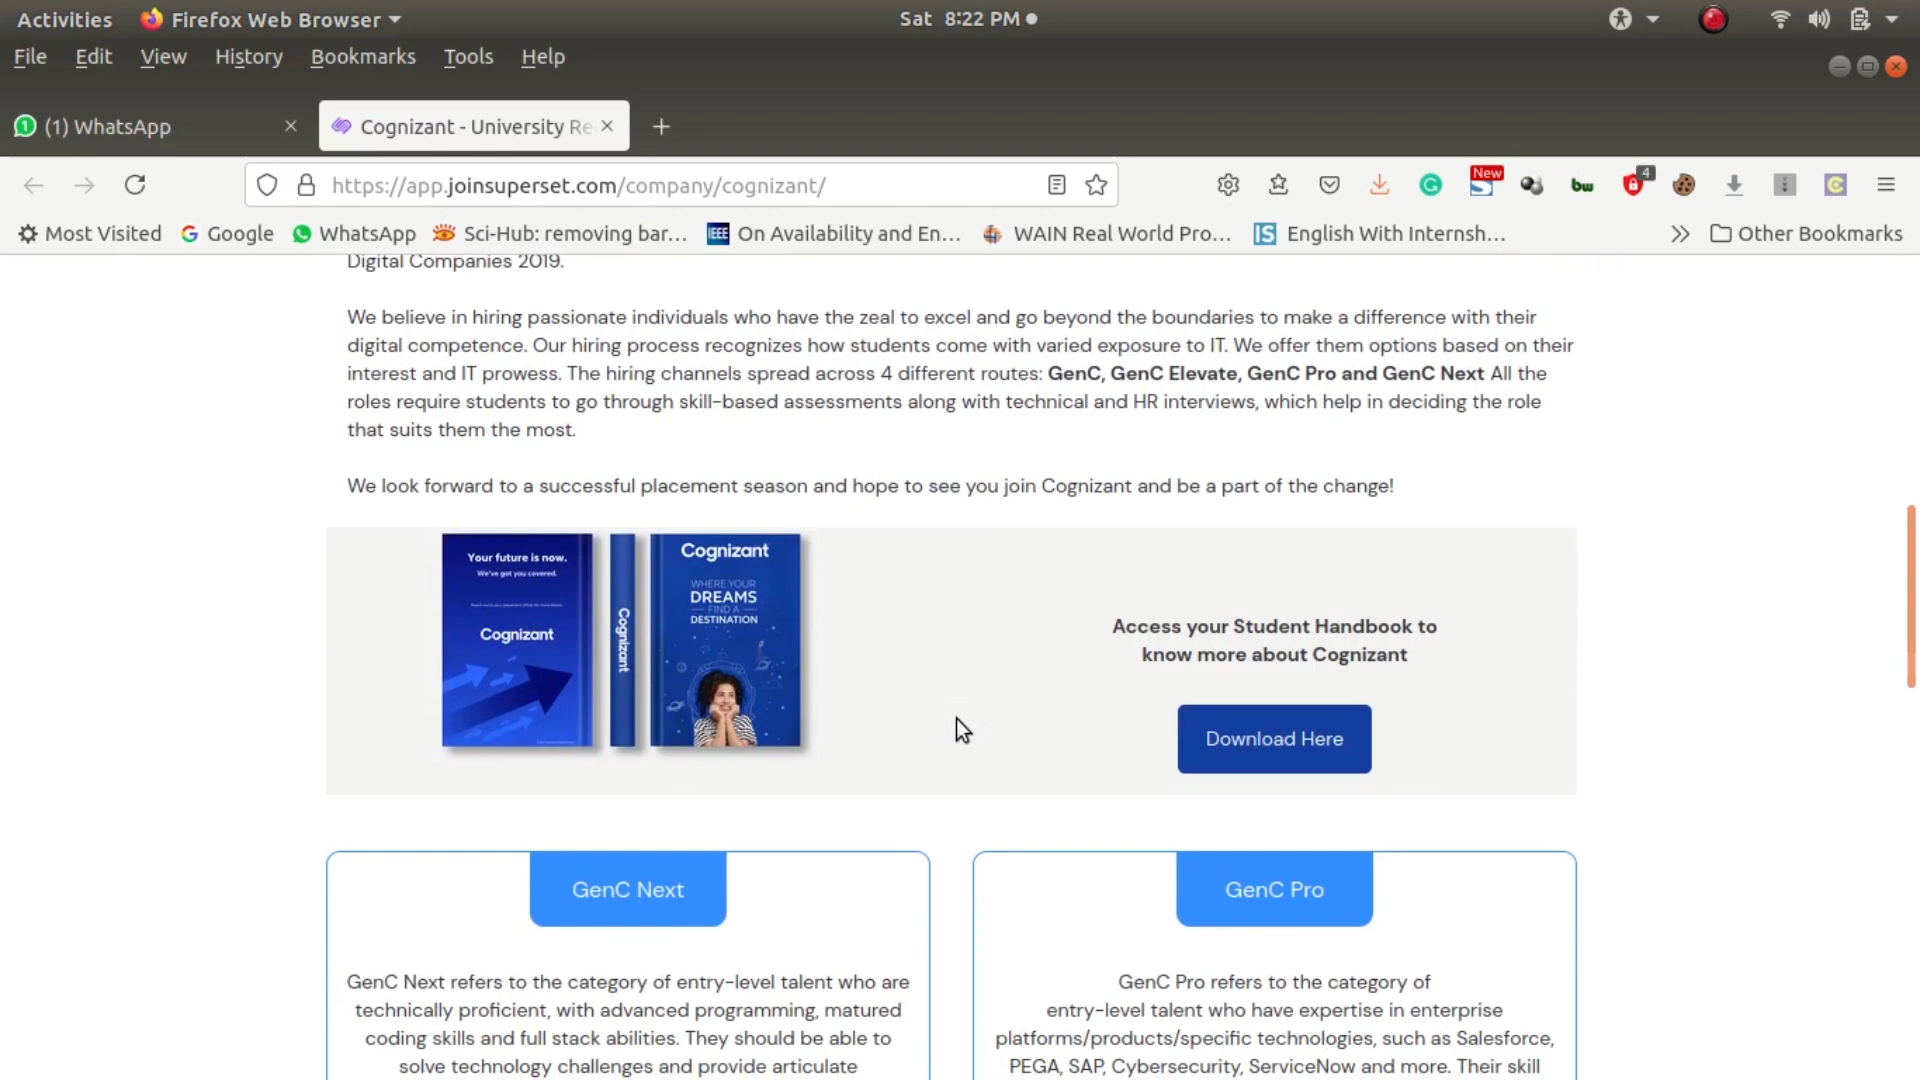 Activities Firefox Web Browser Sat 8:22 PM
File Edit View History Bookmarks Tools Help
(1) WhatsApp Cognizant - University Re
https://app.joinsuperset.com/company/cognizant/ New bw 4
Most Visited Google WhatsApp Sci-Hub: removing bar... IEEE On Availability and En... WAIN Real World Pro... IS English With Internsh... Other Bookmarks
Digital Companies 2019.
We believe in hiring passionate individuals who have the zeal to excel and go beyond the boundaries to make a difference with their
digital competence. Our hiring process recognizes how students come with varied exposure to IT. We offer them options based on their
interest and IT prowess. The hiring channels spread across 4 different routes: GenC, GenC Elevate, GenC Pro and GenC Next All the
roles require students to go through skill-based assessments along with technical and HR interviews, which help in deciding the role
that suits them the most.
We look forward to a successful placement season and hope to see you join Cognizant and be a part of the change!
Your future is now.
We've got you covered.
Cognizant
Cognizant
Cognizant
WHERE YOUR
DREAMS
FIND A
DESTINATION
Access your Student Handbook to
know more about Cognizant
Download Here
GenC Next
GenC Next refers to the category of entry-level talent who are
technically proficient, with advanced programming, matured
coding skills and full stack abilities. They should be able to
solve technology challenges and provide articulate
GenC Pro
GenC Pro refers to the category of
entry-level talent who have expertise in enterprise
platforms/products/specific technologies, such as Salesforce,
PEGA, SAP, Cybersecurity, ServiceNow and more. Their skill